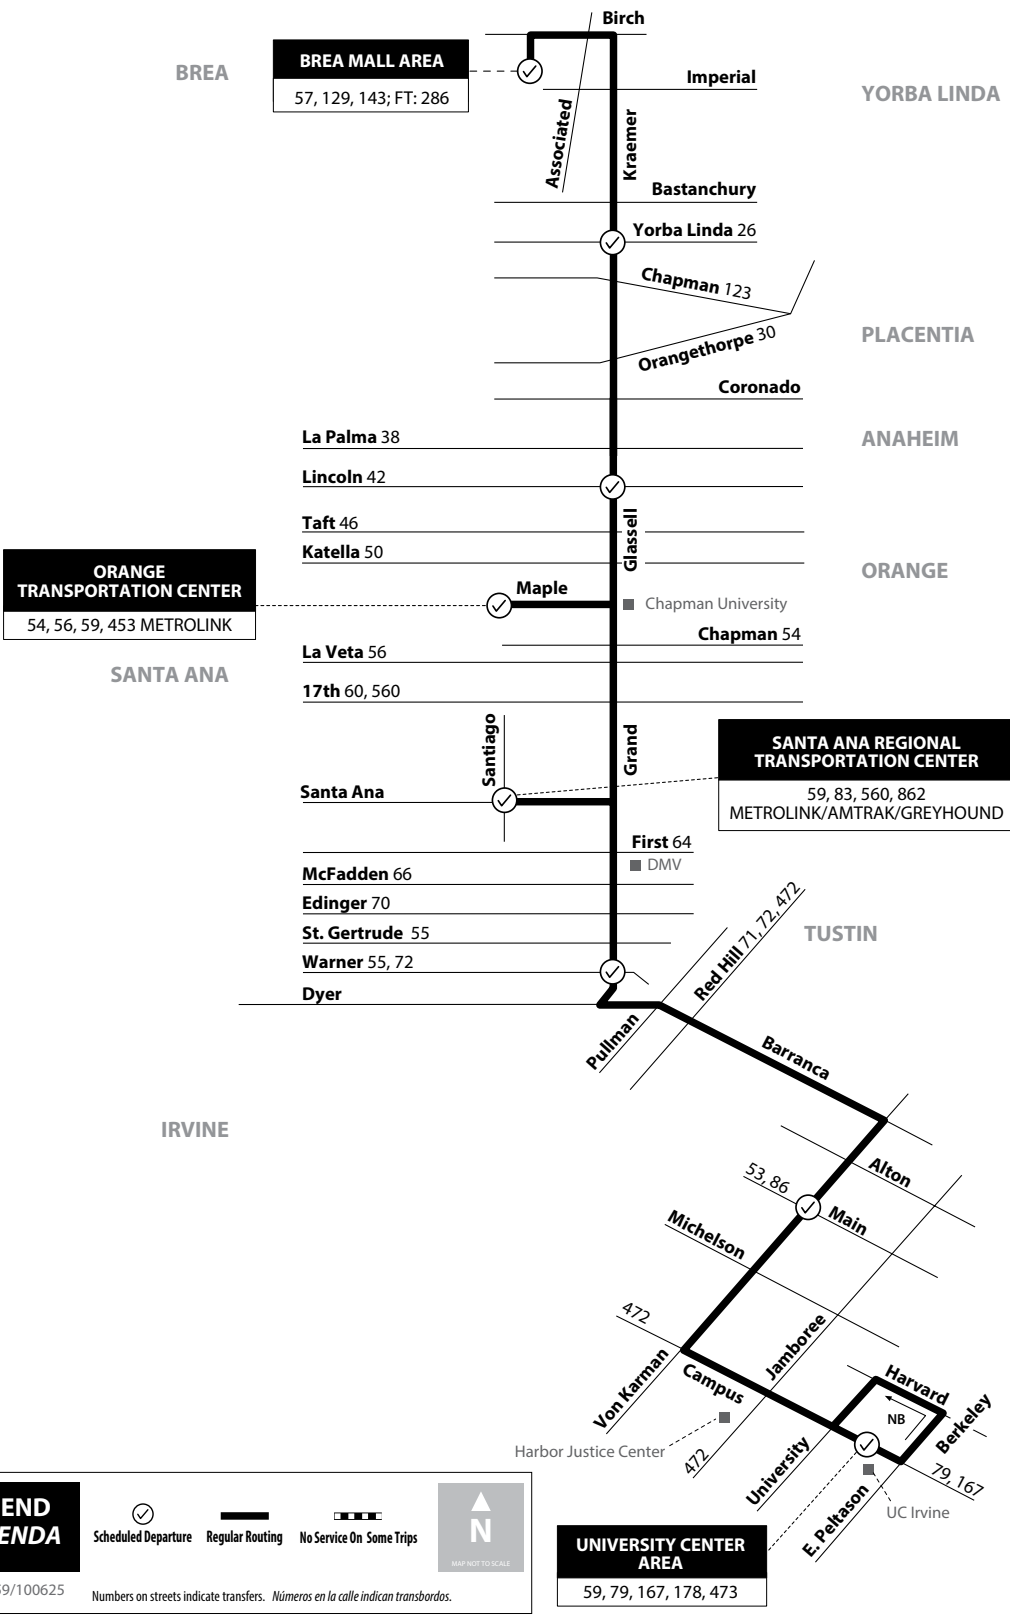 Birch
BREA MALL AREA
57, 129, 143; FT: 286
BREA
Imperial
YORBA LINDA
Associated
Kraemer
Bastanchury
Yorba Linda 26
Chapman 123
Orangethorpe 30
PLACENTIA
Coronado
La Palma 38
ANAHEIM
Lincoln 42
Taft 46
Glassell
Katella 50
ORANGE
TRANSPORTATION CENTER
54, 56, 59, 453 METROLINK
ORANGE
Maple
Chapman University
Chapman 54
La Veta 56
SANTA ANA
17th 60, 560
Santiago
Grand
SANTA ANA REGIONAL
TRANSPORTATION CENTER
59, 83, 560, 862
METROLINK/AMTRAK/GREYHOUND
Santa Ana
First 64
DMV
McFadden 66
Edinger 70
St. Gertrude 55
Warner 55, 72
Dyer
Red Hill 71, 72, 472
TUSTIN
Pullman
Barranca
IRVINE
Alton
53, 86
Main
Michelson
472
Von Karman
Campus
Jamboree
Harvard
NB
Berkeley
Harbor Justice Center
472
University
E. Peltason
79, 167
UC Irvine
UNIVERSITY CENTER
AREA
59, 79, 167, 178, 473
END
ENDA
Scheduled Departure
Regular Routing
No Service On Some Trips
N
MAP NOT TO SCALE
59/100625
Numbers on streets indicate transfers. Números en la calle indican transbordos.